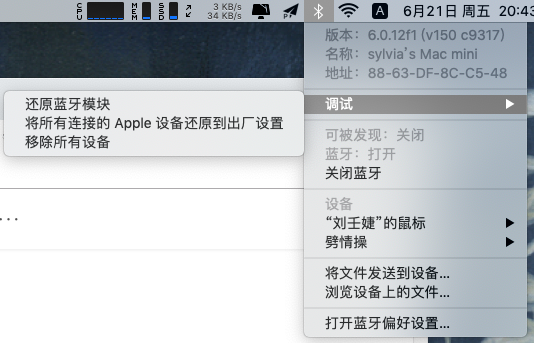 CPU
MEM
SSD
3 KB/s
34 KB/s
A
6月21日 周五 20:43
版本：6.0.12f1 (v150 c9317)
名称：sylvia's Mac mini
地址：88-63-DF-8C-C5-48
调试
还原蓝牙模块
将所有连接的 Apple 设备还原到出厂设置
移除所有设备
可被发现：关闭
蓝牙：打开
关闭蓝牙
设备
“刘壬婕”的鼠标
劈情操
将文件发送到设备...
浏览设备上的文件...
打开蓝牙偏好设置...
...